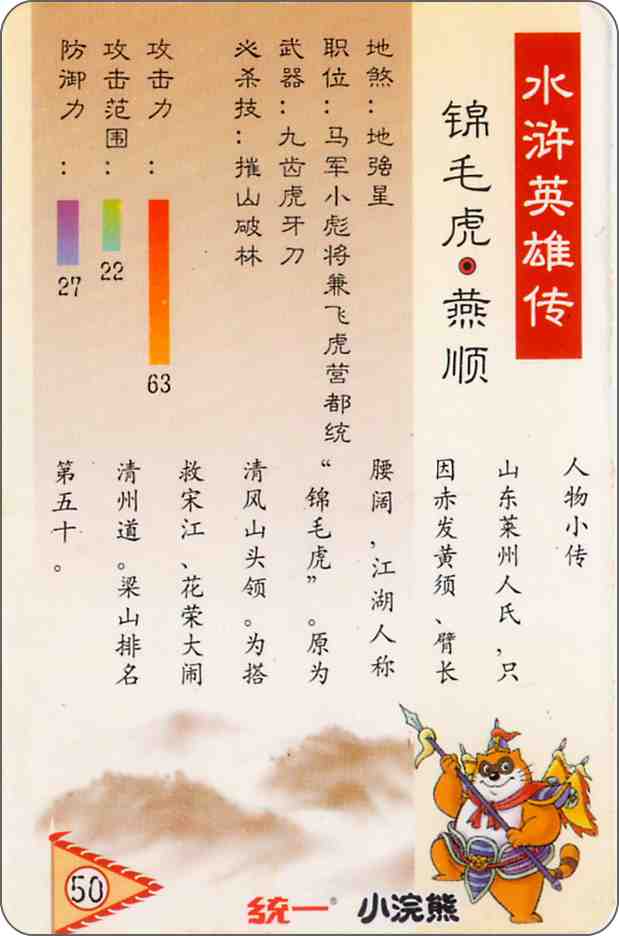 水浒英雄传
锦毛虎·燕顺
地煞：地强星
职位：马军小彪将兼飞虎营都统
武器：九齿虎牙刀
必杀技：摧山破林
攻击力：
63
攻击范围：
22
防御力：
27
人物小传
山东莱州人氏，只
因赤发黄须、臂长
腰阔，江湖人称
“锦毛虎”。原为
清风山头领。为搭
救宋江、花荣大闹
清州道。梁山排名
第五十。
50
统一® 小浣熊